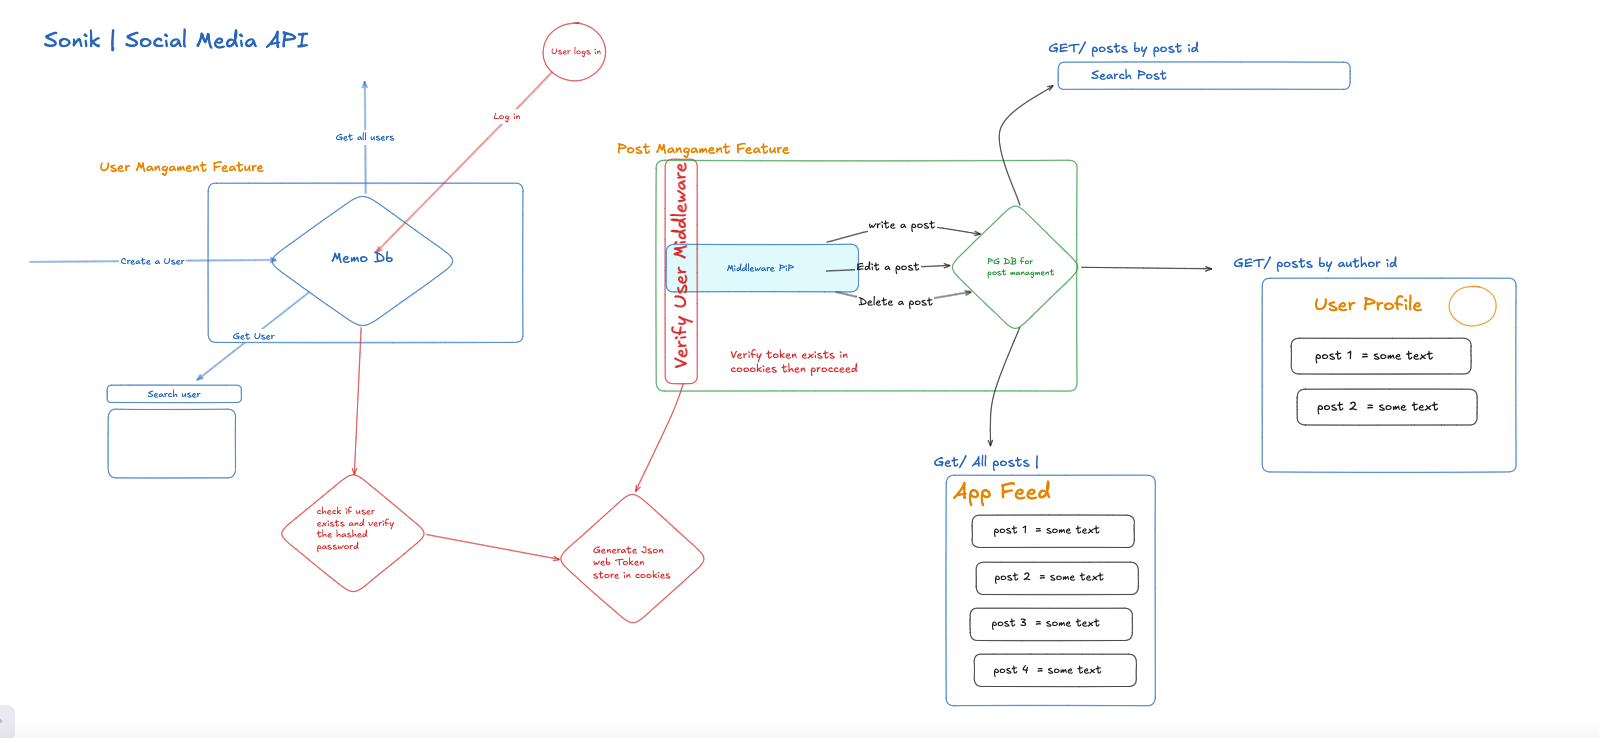 Sonik | Social Media API
User logs in
Log in
Get all users
User Mangament Feature
Memo Db
Create a User
Get User
Search user
check if user
exists and verify
the hashed
password
Generate Json
web Token
store in cookies
Post Mangament Feature
Verify User Middleware
Middleware PiP
write a post
Edit a post
Delete a post
Verify token exists in
coookies then procceed
PG DB for
post managment
GET/ posts by post id
Search Post
GET/ posts by author id
User Profile
post 1 = some text
post 2 = some text
Get/ All posts |
App Feed
post 1 = some text
post 2 = some text
post 3 = some text
post 4 = some text